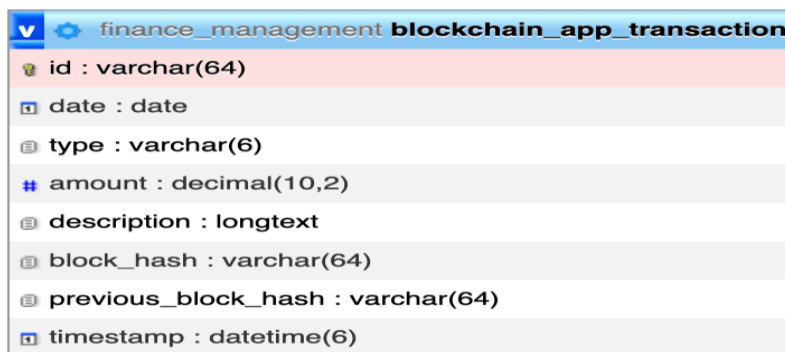 v finance_management blockchain_app_transaction
id : varchar(64)
date : date
type : varchar(6)
# amount : decimal(10,2)
description : longtext
block_hash : varchar(64)
previous_block_hash : varchar(64)
timestamp : datetime(6)